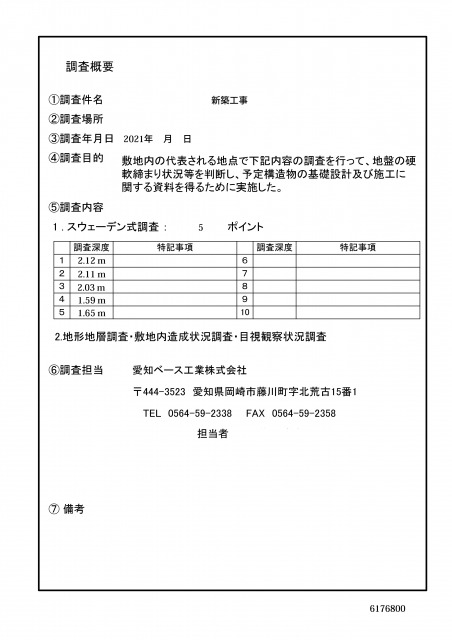 調査概要
①調査件名 新築工事
②調査場所
③調査年月日 2021年 月 日
④調査目的 敷地内の代表される地点で下記内容の調査を行って、地盤の硬
軟締まり状況等を判断し、予定構造物の基礎設計及び施工に
関する資料を得るために実施した。
⑤調査内容
1.スウェーデン式調査： 5 ポイント
調査深度 特記事項 調査深度 特記事項
1 2.12 m 6
2 2.11 m 7
3 2.03 m 8
4 1.59 m 9
5 1.65 m 10
2.地形地層調査・敷地内造成状況調査・目視観察状況調査
⑥調査担当 愛知ベース工業株式会社
〒444-3523 愛知県岡崎市藤川町字北荒古15番1
TEL 0564-59-2338 FAX 0564-59-2358
担当者
⑦ 備考
6176800